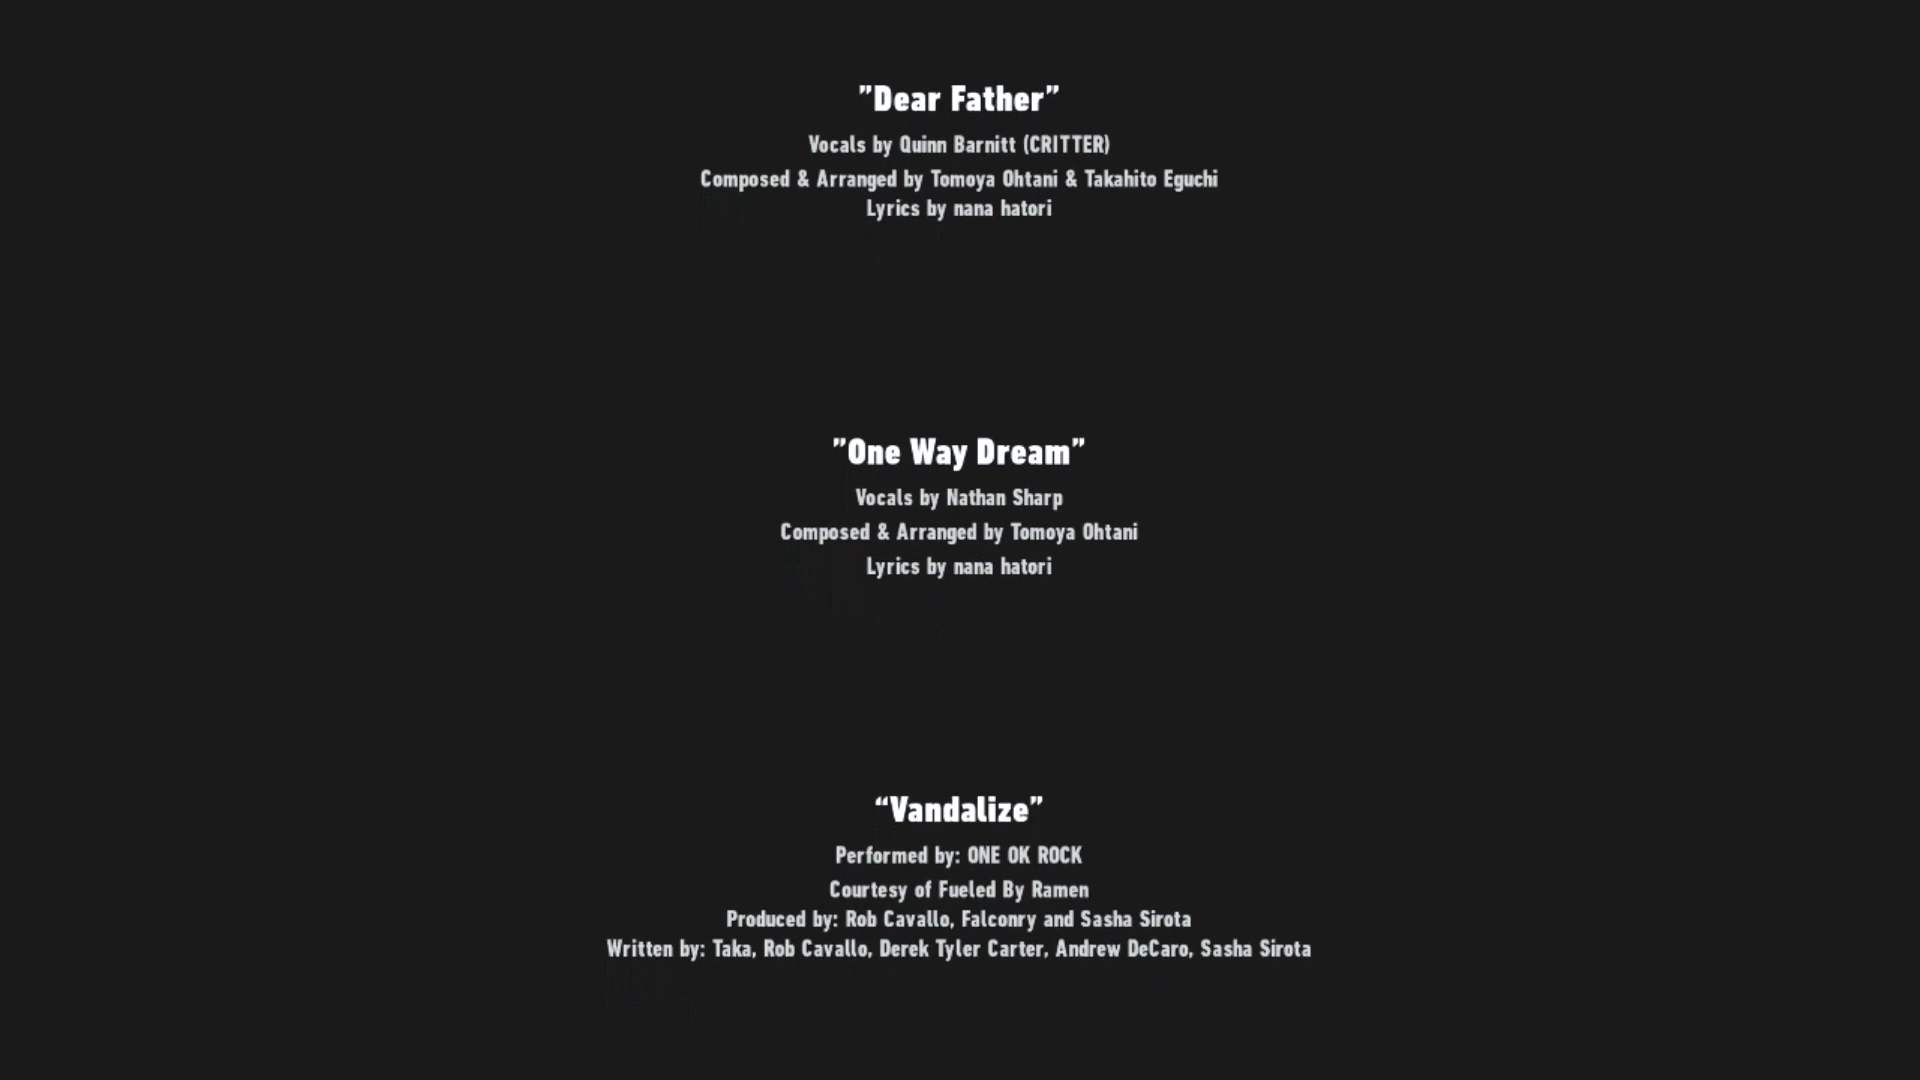 ”Dear Father”
Vocals by Quinn Barnitt (CRITTER)
Composed & Arranged by Tomoya Ohtani & Takahito Eguchi
Lyrics by nana hatori
”One Way Dream”
Vocals by Nathan Sharp
Composed & Arranged by Tomoya Ohtani
Lyrics by nana hatori
“Vandalize”
Performed by: ONE OK ROCK
Courtesy of Fueled By Ramen
Produced by: Rob Cavallo, Falconry and Sasha Sirota
Written by: Taka, Rob Cavallo, Derek Tyler Carter, Andrew DeCaro, Sasha Sirota